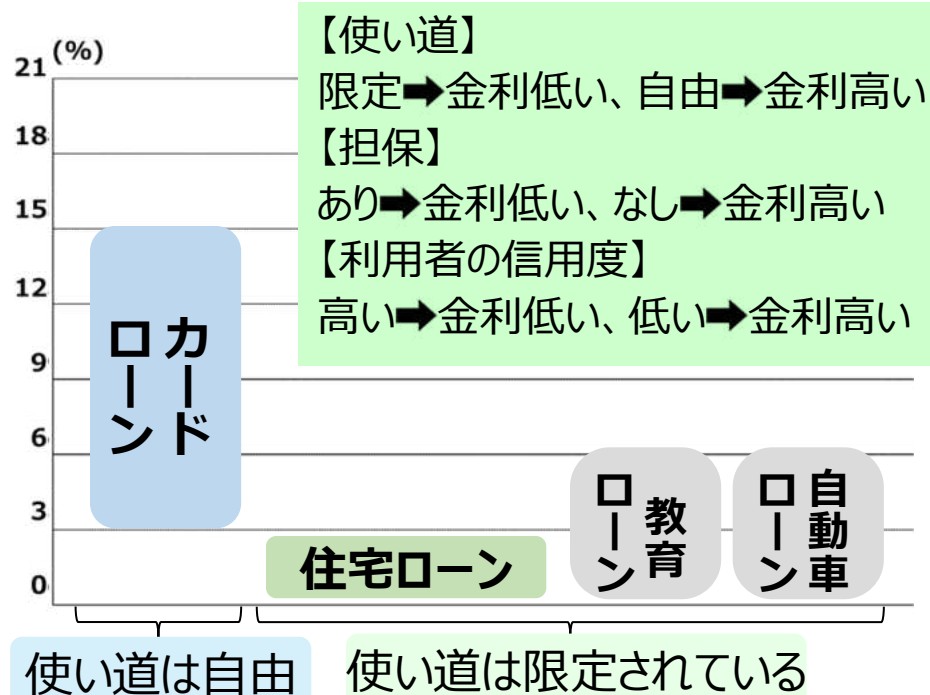 (%)
21
18
15
12
9
6
3
0
【使い道】
限定➡金利低い、自由➡金利高い
【担保】
あり➡金利低い、なし➡金利高い
【利用者の信用度】
高い➡金利低い、低い➡金利高い
カード
ローン
住宅ローン
教育
ローン
自動車
ローン
使い道は自由
使い道は限定されている